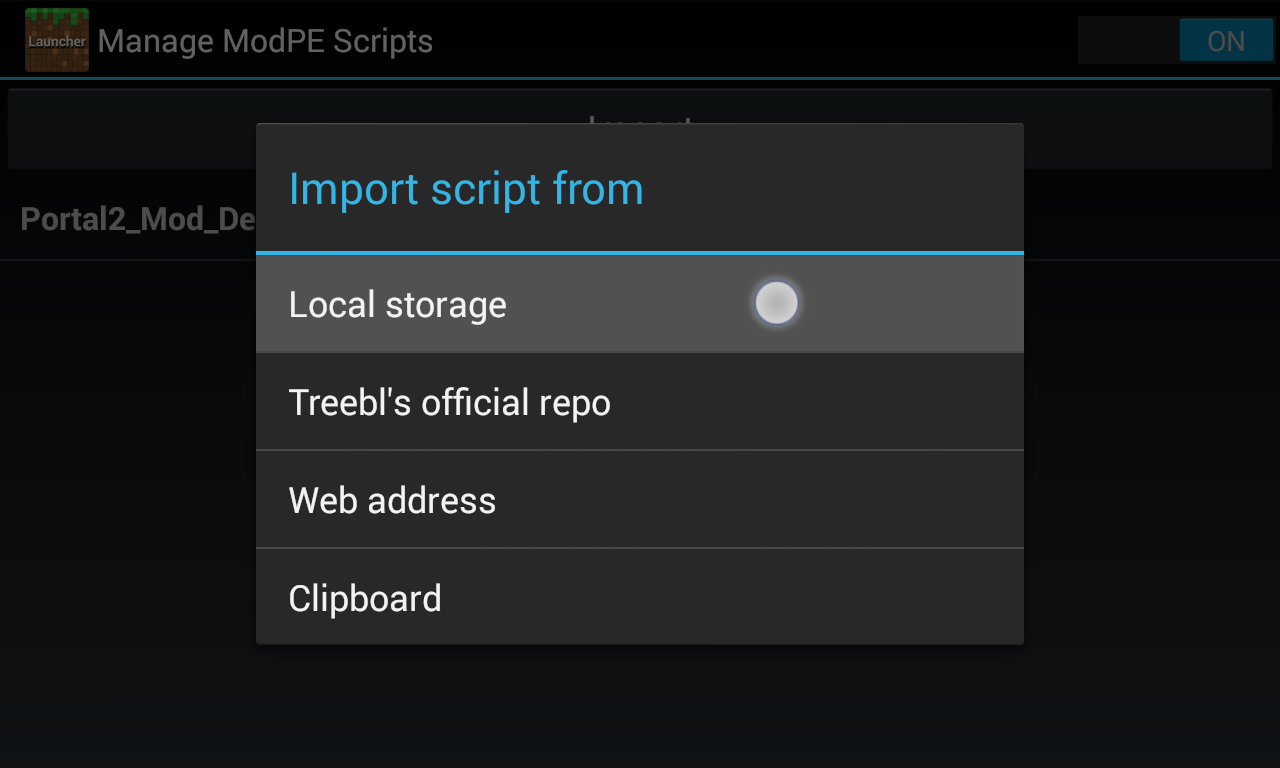 Launcher
Manage ModPE Scripts
ON
Import script from
Portal2_Mod_De
Local storage
Treebl's official repo
Web address
Clipboard